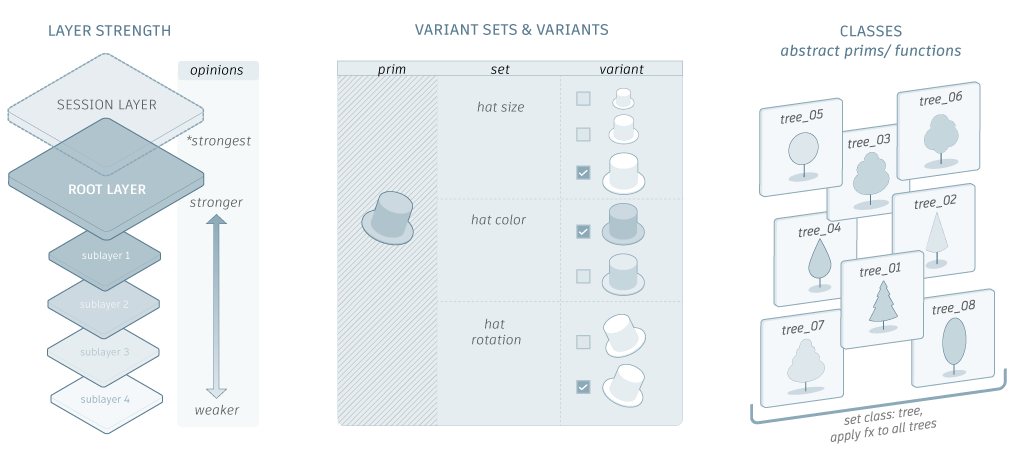 LAYER STRENGTH
opinions
SESSION LAYER
*strongest
ROOT LAYER
stronger
sublayer 1
sublayer 2
sublayer 3
sublayer 4
weaker
VARIANT SETS & VARIANTS
prim set variant
hat size
hat color
hat
rotation
CLASSES
abstract prims/ functions
tree_05
tree_06
tree_03
tree_02
tree_04
tree_01
tree_07
tree_08
set class: tree,
apply fx to all trees